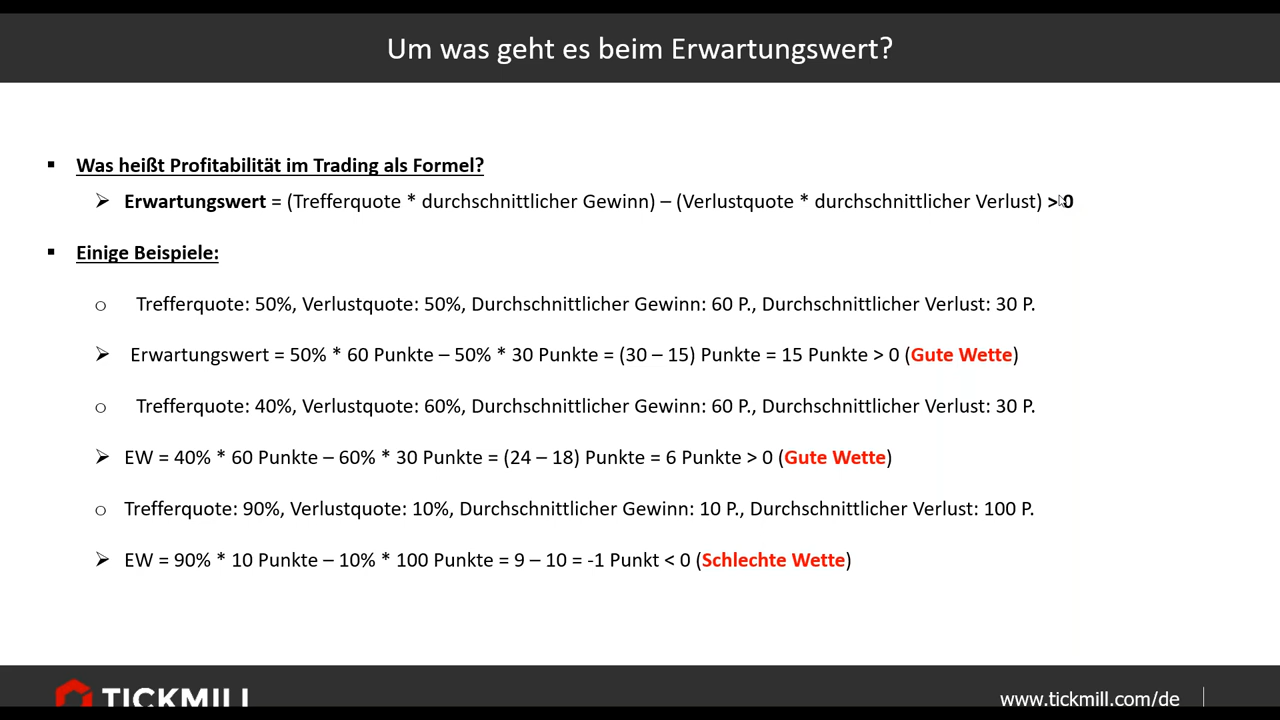 Um was geht es beim Erwartungswert?
▪ Was heißt Profitabilität im Trading als Formel?
➢ Erwartungswert = (Trefferquote * durchschnittlicher Gewinn) – (Verlustquote * durchschnittlicher Verlust) > 0
▪ Einige Beispiele:
○ Trefferquote: 50%, Verlustquote: 50%, Durchschnittlicher Gewinn: 60 P., Durchschnittlicher Verlust: 30 P.
➢ Erwartungswert = 50% * 60 Punkte – 50% * 30 Punkte = (30 – 15) Punkte = 15 Punkte > 0 (Gute Wette)
○ Trefferquote: 40%, Verlustquote: 60%, Durchschnittlicher Gewinn: 60 P., Durchschnittlicher Verlust: 30 P.
➢ EW = 40% * 60 Punkte – 60% * 30 Punkte = (24 – 18) Punkte = 6 Punkte > 0 (Gute Wette)
○ Trefferquote: 90%, Verlustquote: 10%, Durchschnittlicher Gewinn: 10 P., Durchschnittlicher Verlust: 100 P.
➢ EW = 90% * 10 Punkte – 10% * 100 Punkte = 9 – 10 = -1 Punkt < 0 (Schlechte Wette)
TICKMILL
www.tickmill.com/de